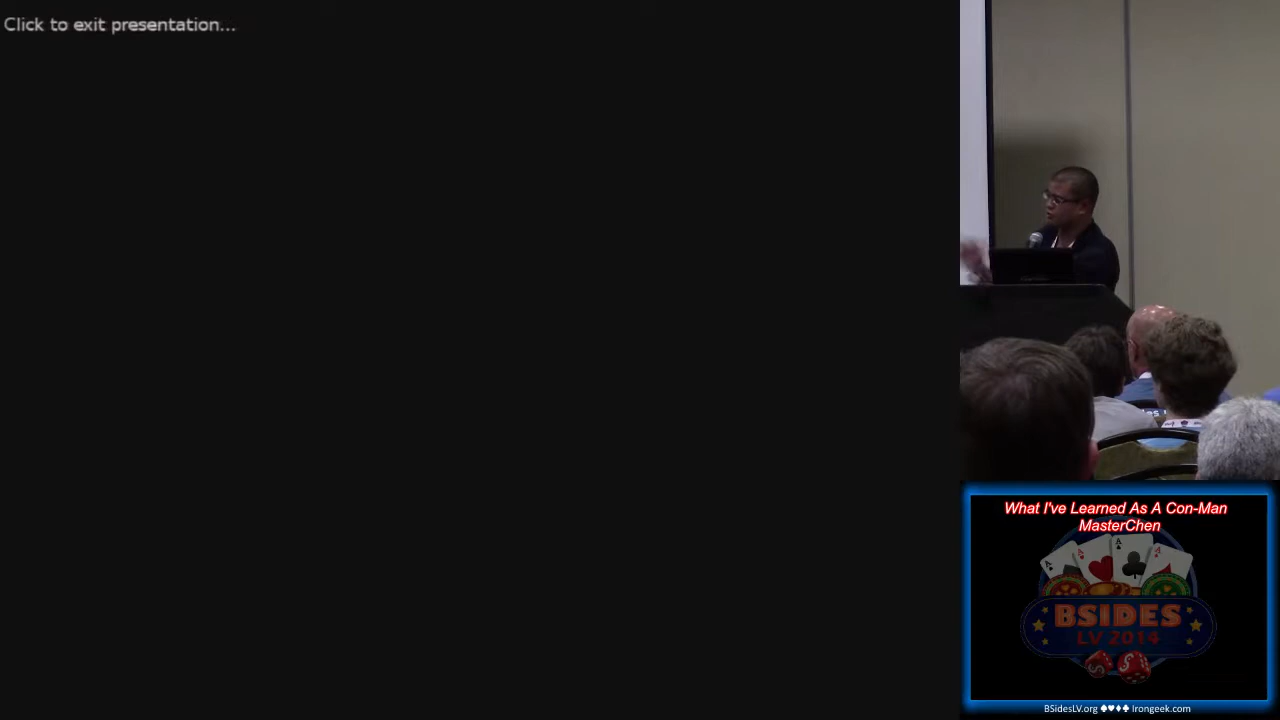 Click to exit presentation...
What I've Learned As A Con-Man
MasterChen
BSIDES
LV 2014
BSidesLV.org ♠♥♦♣ Irongeek.com